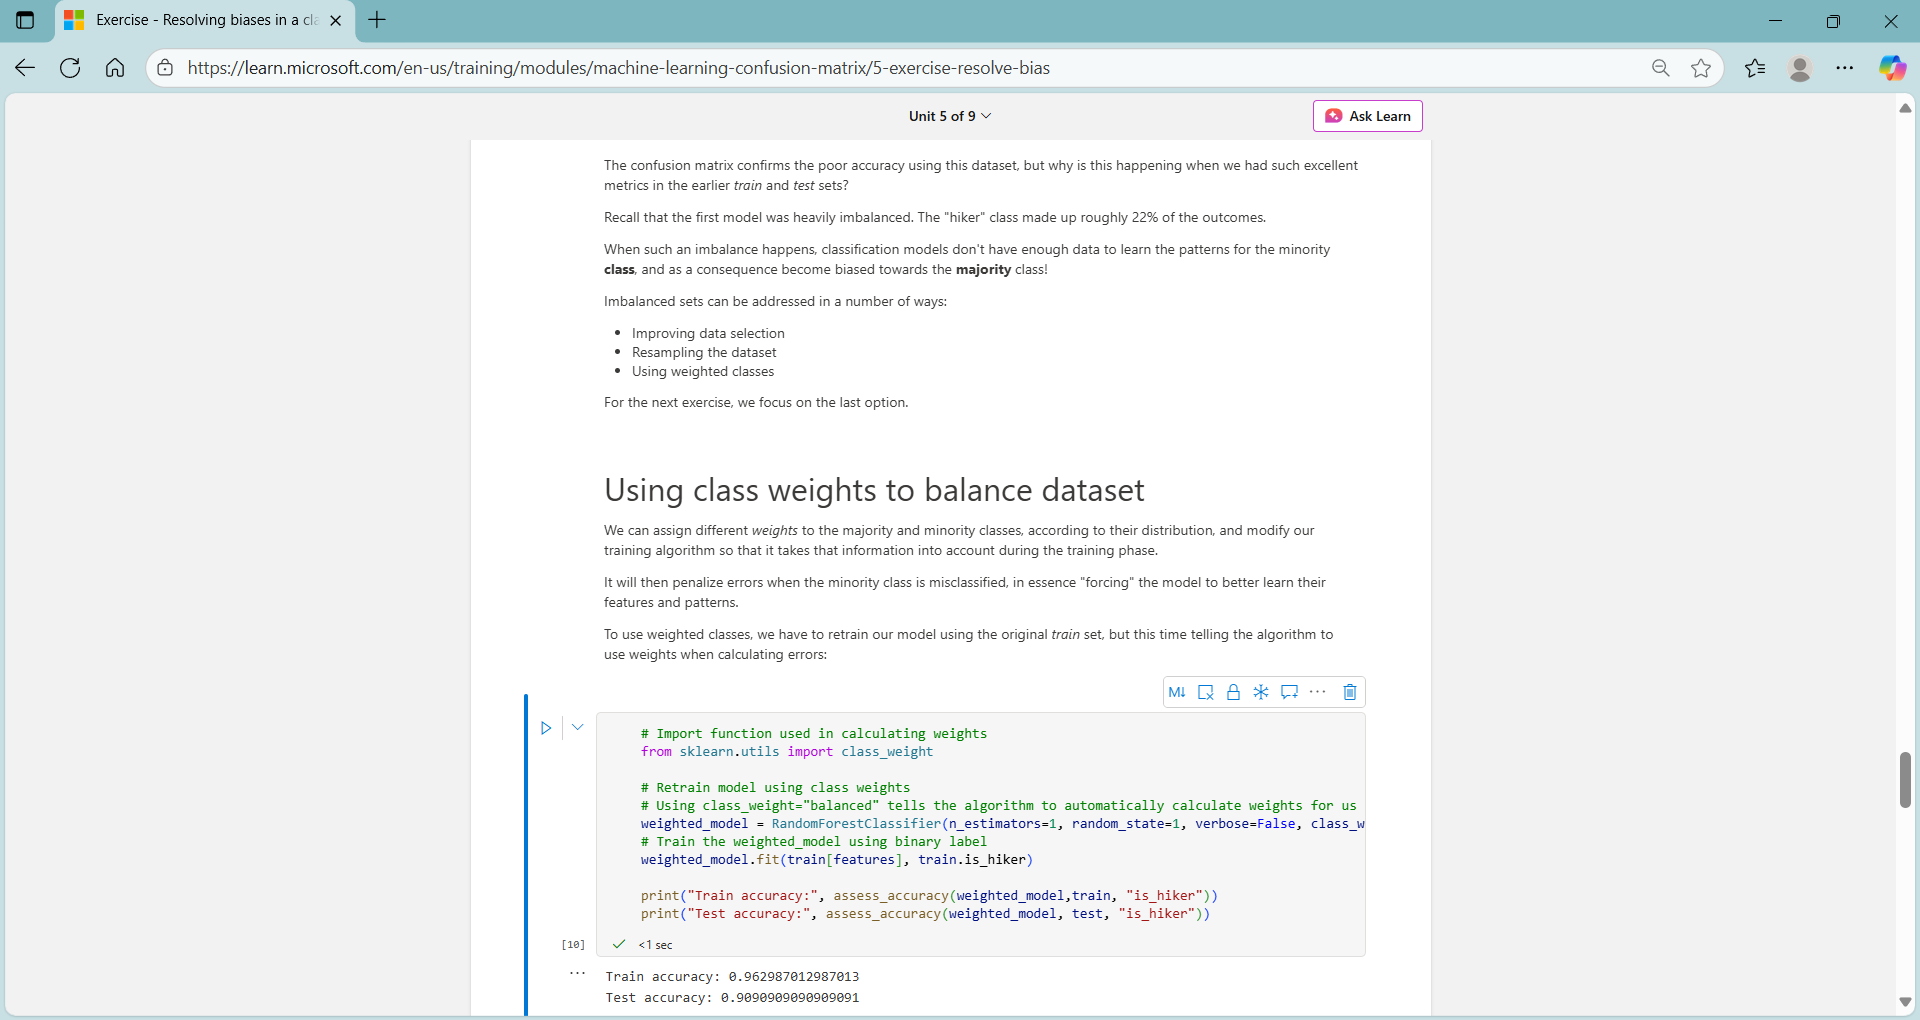 Exercise - Resolving biases in a cla
https://learn.microsoft.com/en-us/training/modules/machine-learning-confusion-matrix/5-exercise-resolve-bias
Unit 5 of 9
Ask Learn
The confusion matrix confirms the poor accuracy using this dataset, but why is this happening when we had such excellent
metrics in the earlier train and test sets?
Recall that the first model was heavily imbalanced. The "hiker" class made up roughly 22% of the outcomes.
When such an imbalance happens, classification models don't have enough data to learn the patterns for the minority
class, and as a consequence become biased towards the majority class!
Imbalanced sets can be addressed in a number of ways:
• Improving data selection
• Resampling the dataset
• Using weighted classes
For the next exercise, we focus on the last option.
Using class weights to balance dataset
We can assign different weights to the majority and minority classes, according to their distribution, and modify our
training algorithm so that it takes that information into account during the training phase.
It will then penalize errors when the minority class is misclassified, in essence "forcing" the model to better learn their
features and patterns.
To use weighted classes, we have to retrain our model using the original train set, but this time telling the algorithm to
use weights when calculating errors:
M↓
# Import function used in calculating weights
from sklearn.utils import class_weight
# Retrain model using class weights
# Using class_weight="balanced" tells the algorithm to automatically calculate weights for us
weighted_model = RandomForestClassifier(n_estimators=1, random_state=1, verbose=False, class_w
# Train the weighted_model using binary label
weighted_model.fit(train[features], train.is_hiker)
print("Train accuracy:", assess_accuracy(weighted_model,train, "is_hiker"))
print("Test accuracy:", assess_accuracy(weighted_model, test, "is_hiker"))
[10] <1 sec
Train accuracy: 0.962987012987013
Test accuracy: 0.9090909090909091